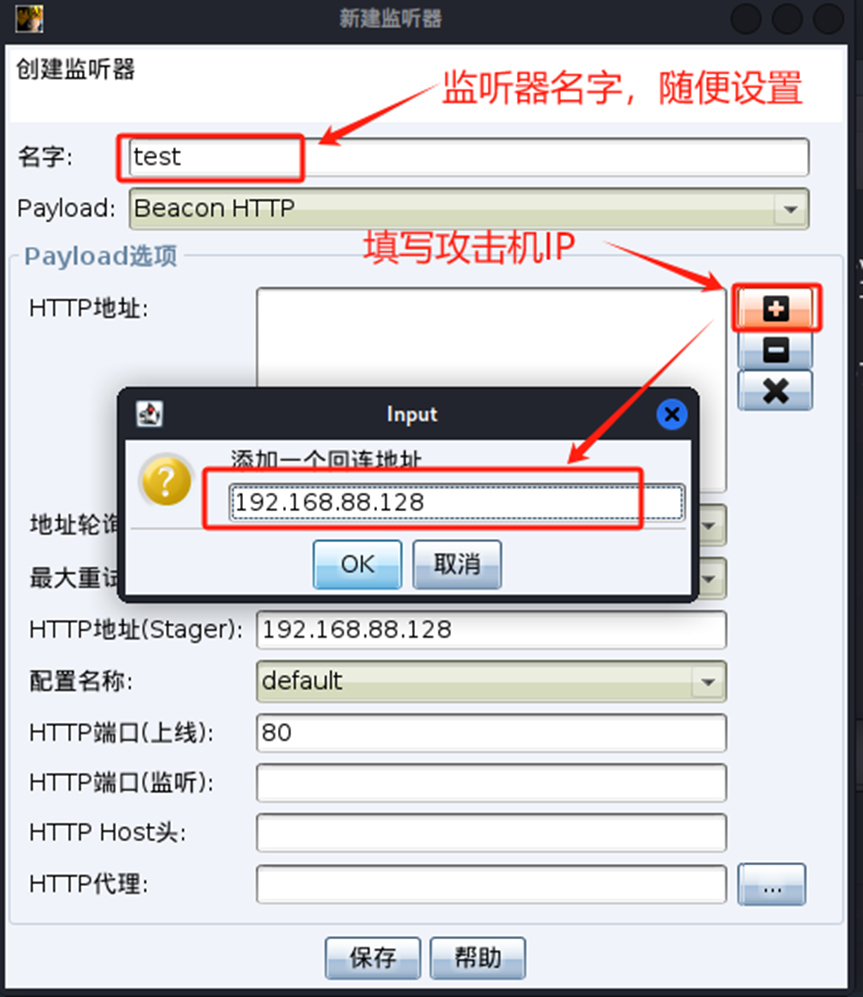 新建监听器
创建监听器
监听器名字，随便设置
名字: test
Payload: Beacon HTTP
填写攻击机IP
Payload选项
HTTP地址:
Input
添加一个回连地址
192.168.88.128
OK 取消
地址轮询
最大重试
HTTP地址(Stager): 192.168.88.128
配置名称: default
HTTP端口(上线): 80
HTTP端口(监听):
HTTP Host头:
HTTP代理: ...
保存 帮助